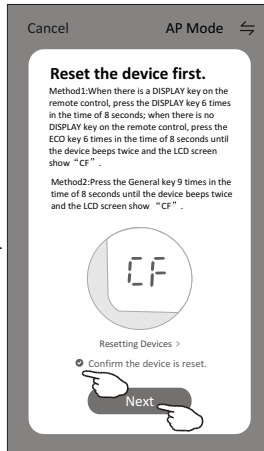 Cancel AP Mode
Reset the device first.
Method1:When there is a DISPLAY key on the
remote control, press the DISPLAY key 6 times
in the time of 8 seconds; when there is no
DISPLAY key on the remote control, press the
ECO key 6 times in the time of 8 seconds until
the device beeps twice and the LCD screen
show “CF”.
Method2:Press the General key 9 times in the
time of 8 seconds until the device beeps twice
and the LCD screen show “CF”.
CF
Resetting Devices >
Confirm the device is reset.
Next